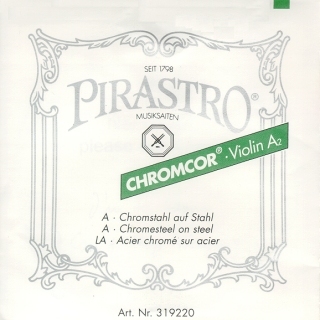 SEIT 1798
PIRASTRO®
MUSIKSAITEN
CHROMCOR® · Violin A2
A · Chromstahl auf Stahl
A · Chromesteel on steel
LA · Acier chromé sur acier
Art. Nr. 319220